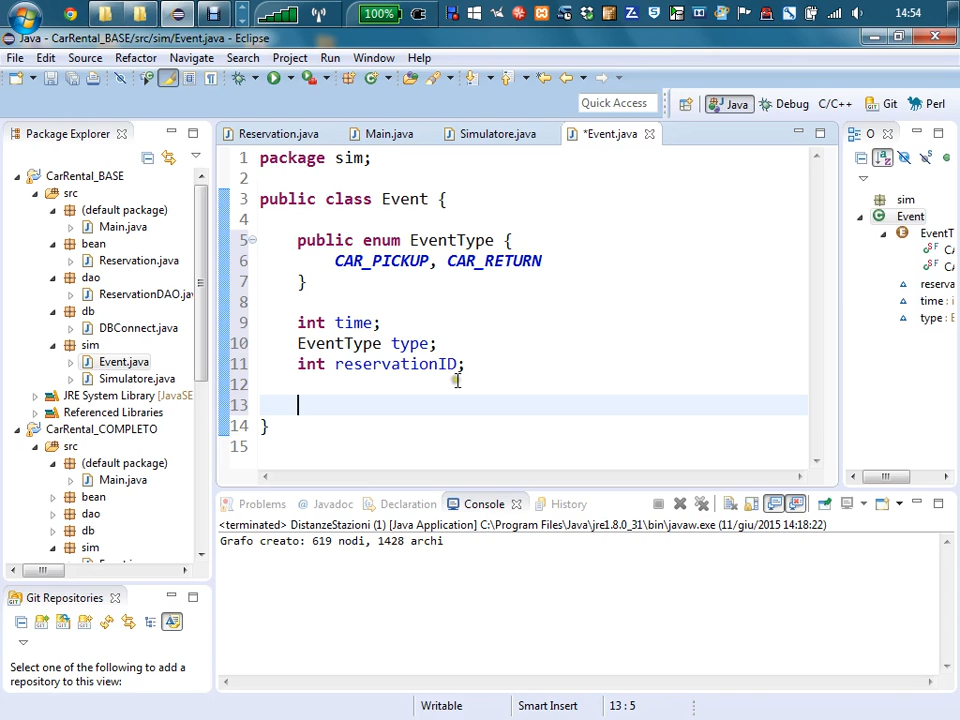 100%
14:54
Java - CarRental_BASE/src/sim/Event.java - Eclipse
File Edit Source Refactor Navigate Search Project Run Window Help
Quick Access Java Debug C/C++ Git Perl
Package Explorer
CarRental_BASE
src
(default package)
Main.java
bean
Reservation.java
dao
ReservationDAO.jav
db
DBConnect.java
sim
Event.java
Simulatore.java
JRE System Library [JavaSE
Referenced Libraries
CarRental_COMPLETO
src
(default package)
Main.java
bean
dao
db
sim
Git Repositories
Select one of the following to add a
repository to this view:
Reservation.java Main.java Simulatore.java *Event.java
1 package sim;
2
3 public class Event {
4
5 public enum EventType {
6 CAR_PICKUP, CAR_RETURN
7 }
8
9 int time;
10 EventType type;
11 int reservationID;
12
13
14 }
15
O
sim
Event
EventT
CA
CA
reserva
time : i
type : E
Problems Javadoc Declaration Console History
<terminated> DistanzeStazioni (1) [Java Application] C:\Program Files\Java\jre1.8.0_31\bin\javaw.exe (11/giu/2015 14:18:22)
Grafo creato: 619 nodi, 1428 archi
Writable Smart Insert 13 : 5